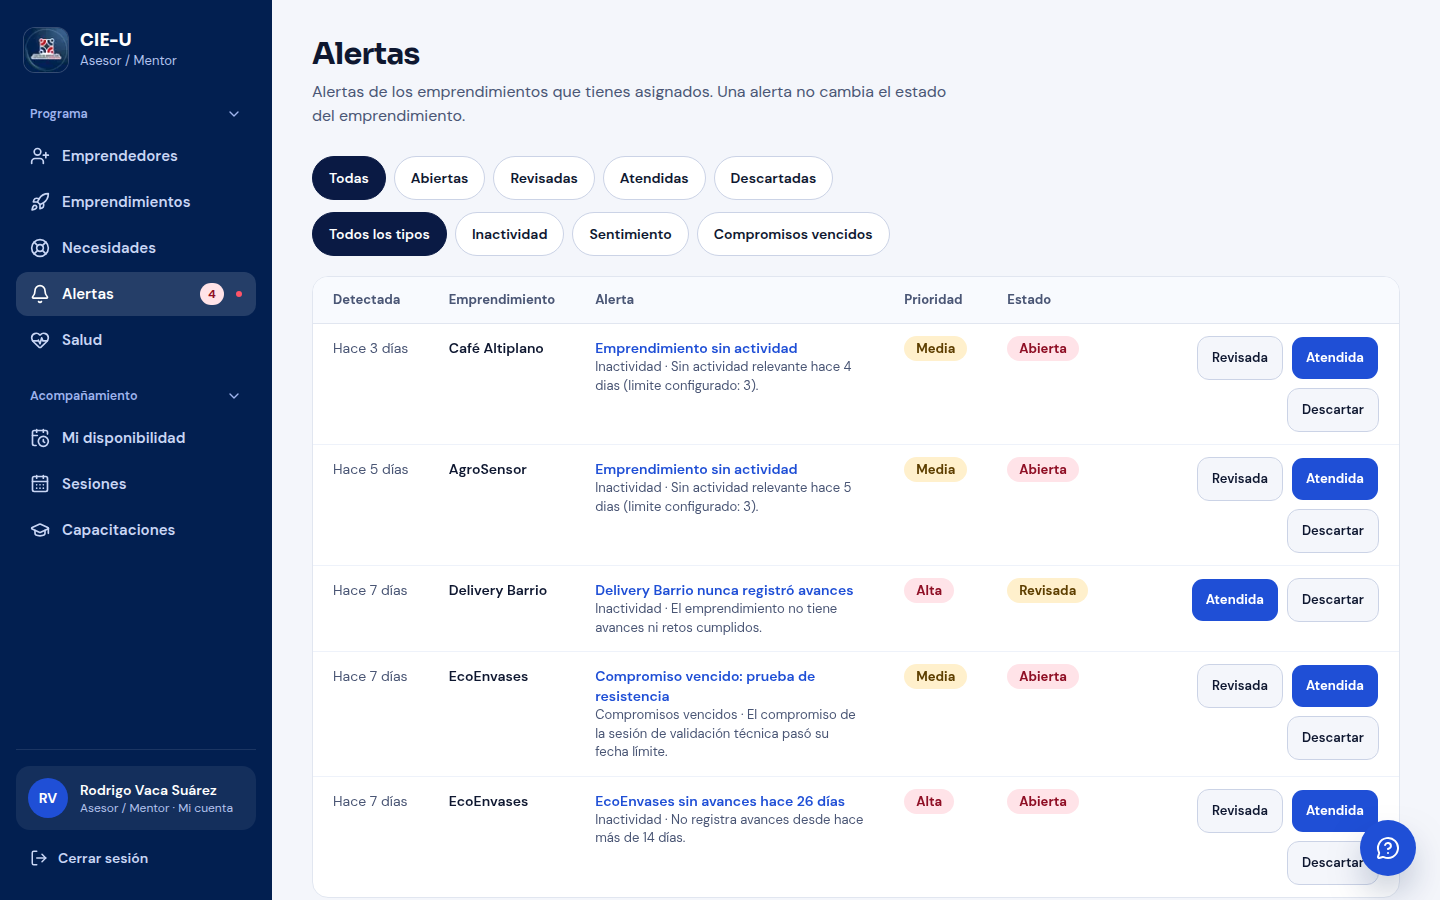 CIE-U
Asesor / Mentor
Programa
Emprendedores
Emprendimientos
Necesidades
Alertas 4
Salud
Acompañamiento
Mi disponibilidad
Sesiones
Capacitaciones
RV
Rodrigo Vaca Suárez
Asesor / Mentor · Mi cuenta
Cerrar sesión
Alertas
Alertas de los emprendimientos que tienes asignados. Una alerta no cambia el estado
del emprendimiento.
Todas Abiertas Revisadas Atendidas Descartadas
Todos los tipos Inactividad Sentimiento Compromisos vencidos
Detectada Emprendimiento Alerta Prioridad Estado
Hace 3 días Café Altiplano Emprendimiento sin actividad Media Abierta Revisada Atendida
Inactividad · Sin actividad relevante hace 4
dias (limite configurado: 3).
Descartar
Hace 5 días AgroSensor Emprendimiento sin actividad Media Abierta Revisada Atendida
Inactividad · Sin actividad relevante hace 5
dias (limite configurado: 3).
Descartar
Hace 7 días Delivery Barrio Delivery Barrio nunca registró avances Alta Revisada Atendida Descartar
Inactividad · El emprendimiento no tiene
avances ni retos cumplidos.
Hace 7 días EcoEnvases Compromiso vencido: prueba de Media Abierta Revisada Atendida
resistencia
Compromisos vencidos · El compromiso de
la sesión de validación técnica pasó su
fecha límite.
Descartar
Hace 7 días EcoEnvases EcoEnvases sin avances hace 26 días Alta Abierta Revisada Atendida
Inactividad · No registra avances desde hace
más de 14 días.
Descartar